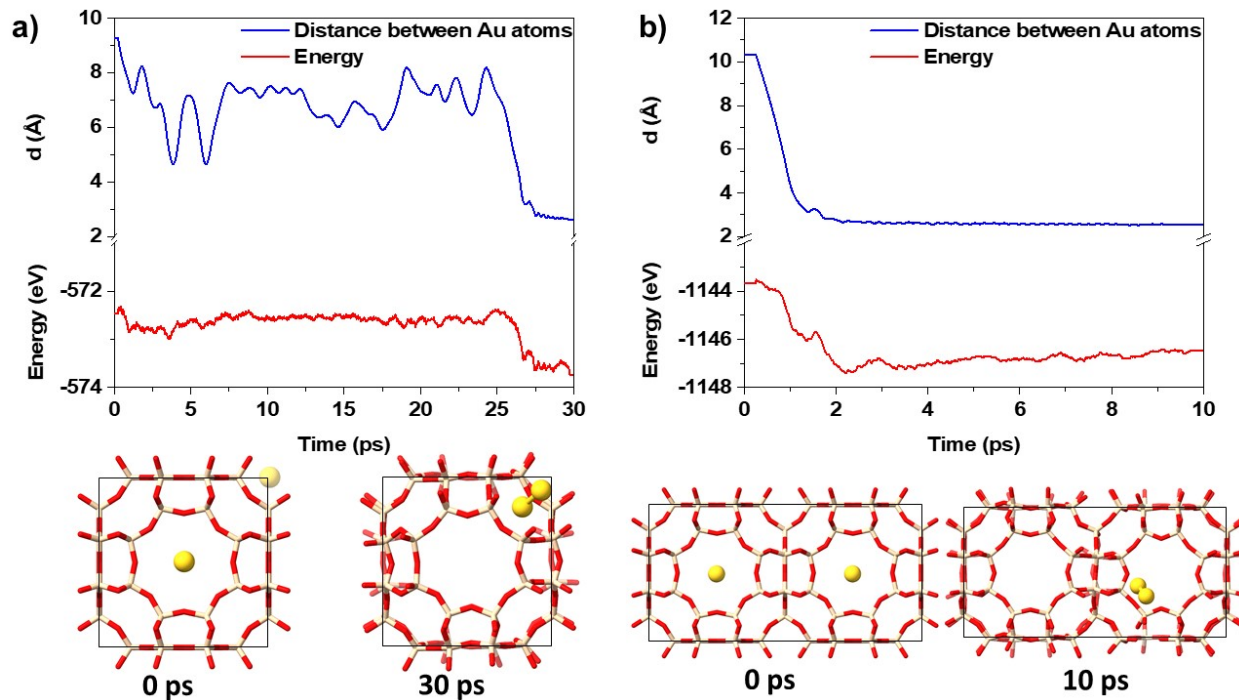 a)
Distance between Au atoms
Energy
d (Å)
10
8
6
4
2
Energy (eV)
-572
-574
0
5
10
15
20
25
30
Time (ps)
0 ps
30 ps
b)
Distance between Au atoms
Energy
d (Å)
12
10
8
6
4
2
Energy (eV)
-1144
-1146
-1148
0
2
4
6
8
10
Time (ps)
0 ps
10 ps